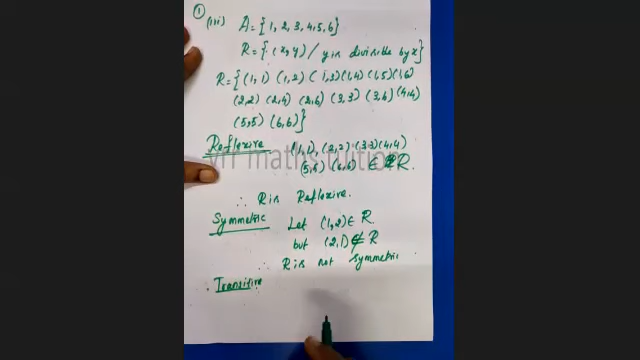 ① (iii) A = {1, 2, 3, 4, 5, 6}
R = {(x, y) / y is divisible by x}
R = {(1, 1) (1, 2) (1, 3) (1, 4) (1, 5) (1, 6)
(2, 2) (2, 4) (2, 6) (3, 3) (3, 6) (4, 4)
(5, 5) (6, 6)}
Reflexive (1, 1), (2, 2) (3 3) (4, 4)
(5, 5) (6, 6) ∈ R.
maths tuition
∴ R is Reflexive.
Symmetric Let (1, 2) ∈ R
but (2, 1) ∉ R
∴ R is not symmetric
Transitive